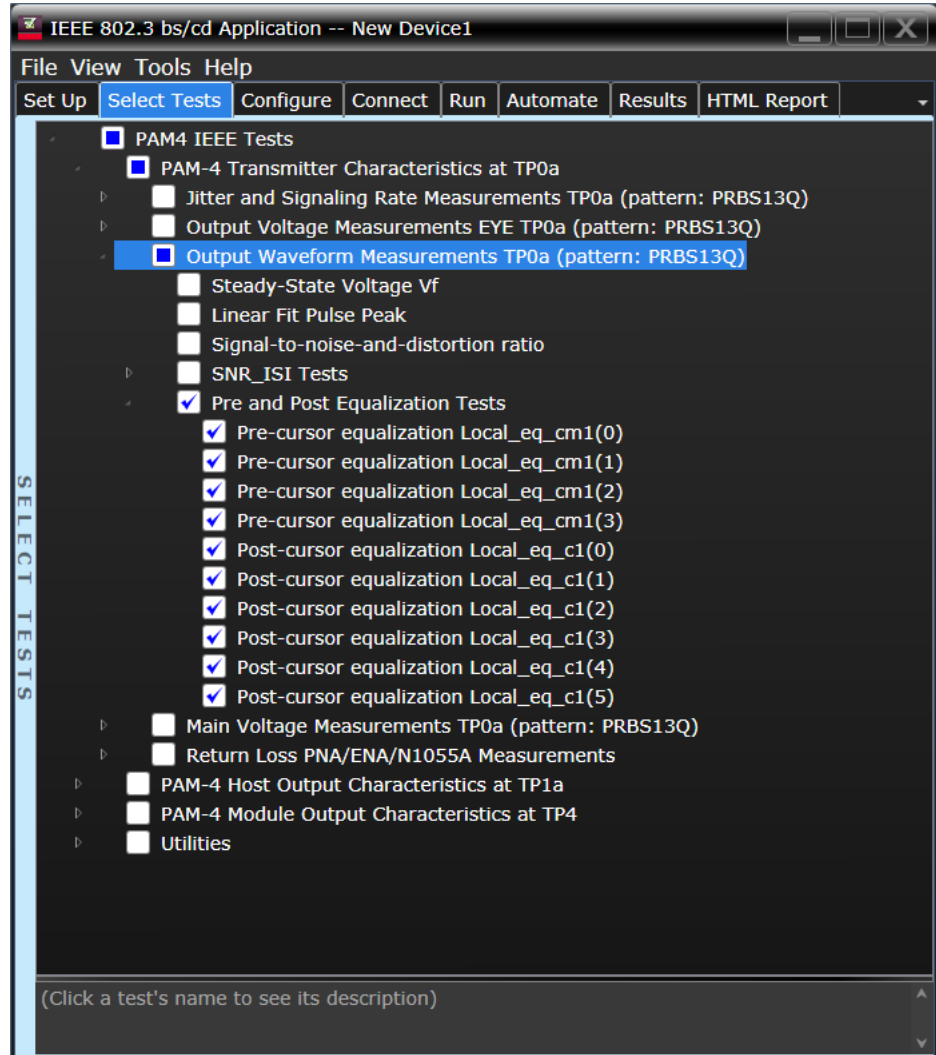 IEEE 802.3 bs/cd Application -- New Device1
File View Tools Help
Set Up Select Tests Configure Connect Run Automate Results HTML Report
PAM4 IEEE Tests
PAM-4 Transmitter Characteristics at TP0a
Jitter and Signaling Rate Measurements TP0a (pattern: PRBS13Q)
Output Voltage Measurements EYE TP0a (pattern: PRBS13Q)
Output Waveform Measurements TP0a (pattern: PRBS13Q)
Steady-State Voltage Vf
Linear Fit Pulse Peak
Signal-to-noise-and-distortion ratio
SNR_ISI Tests
Pre and Post Equalization Tests
Pre-cursor equalization Local_eq_cm1(0)
Pre-cursor equalization Local_eq_cm1(1)
Pre-cursor equalization Local_eq_cm1(2)
Pre-cursor equalization Local_eq_cm1(3)
Post-cursor equalization Local_eq_c1(0)
Post-cursor equalization Local_eq_c1(1)
Post-cursor equalization Local_eq_c1(2)
Post-cursor equalization Local_eq_c1(3)
Post-cursor equalization Local_eq_c1(4)
Post-cursor equalization Local_eq_c1(5)
Main Voltage Measurements TP0a (pattern: PRBS13Q)
Return Loss PNA/ENA/N1055A Measurements
PAM-4 Host Output Characteristics at TP1a
PAM-4 Module Output Characteristics at TP4
Utilities
SELECT TESTS
(Click a test's name to see its description)